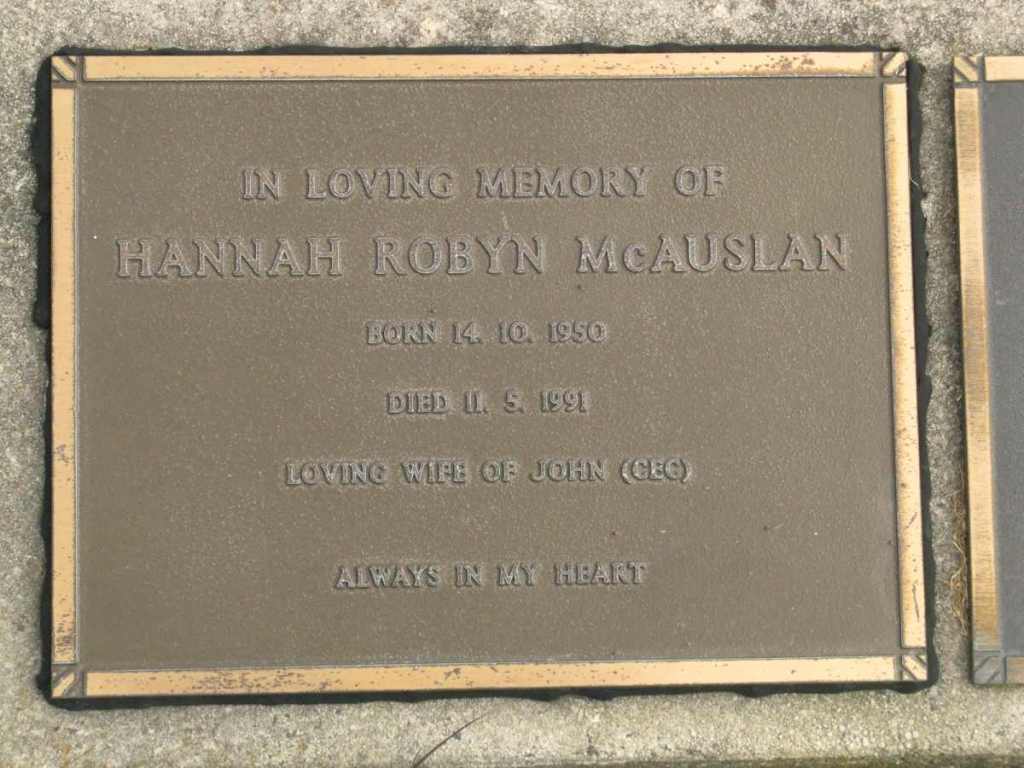 IN LOVING MEMORY OF
HANNAH ROBYN McAUSLAN
BORN 14. 10. 1950
DIED 11. 5. 1991
LOVING WIFE OF JOHN (CEC)
ALWAYS IN MY HEART